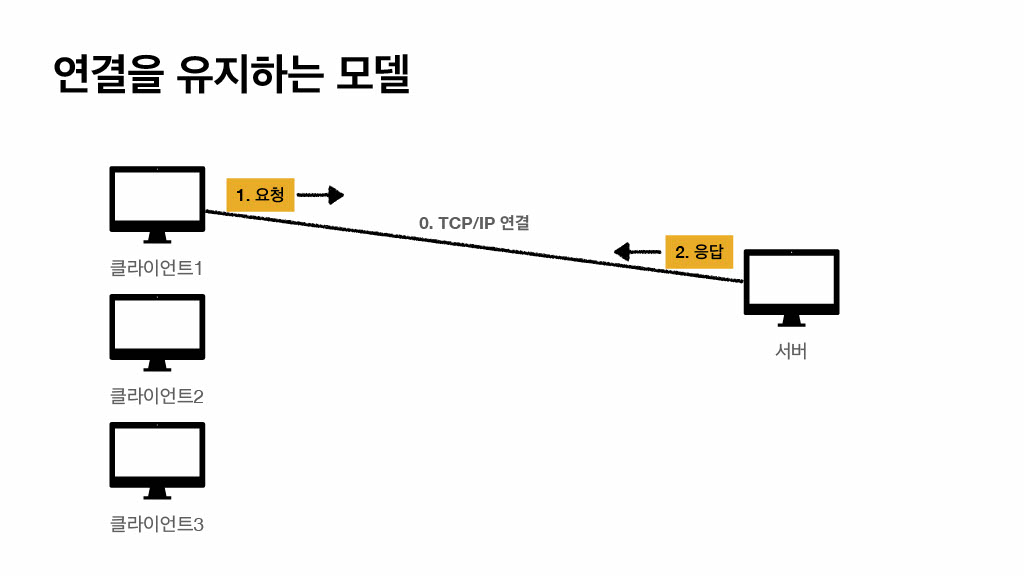 연결을 유지하는 모델
1. 요청
0. TCP/IP 연결
2. 응답
클라이언트1
서버
클라이언트2
클라이언트3